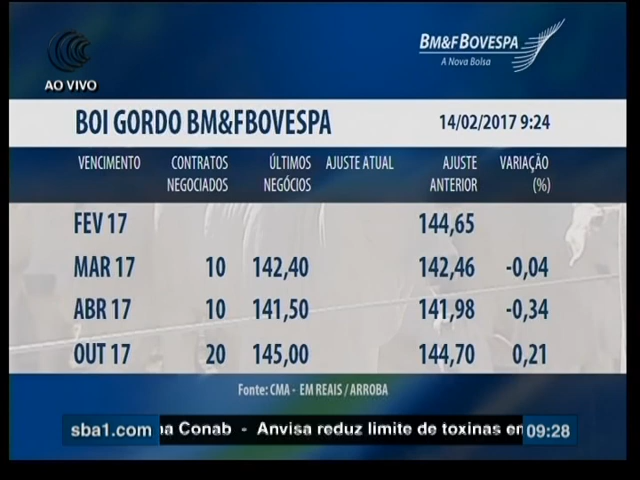 BM&FBOVESPA
A Nova Bolsa
AO VIVO
BOI GORDO BM&FBOVESPA 14/02/2017 9:24
VENCIMENTO CONTRATOS NEGOCIADOS ÚLTIMOS NEGÓCIOS AJUSTE ATUAL AJUSTE ANTERIOR VARIAÇÃO (%)
FEV 17 144,65
MAR 17 10 142,40 142,46 -0,04
ABR 17 10 141,50 141,98 -0,34
OUT 17 20 145,00 144,70 0,21
Fonte: CMA - EM REAIS / ARROBA
sba1.com na Conab - Anvisa reduz limite de toxinas em 09:28